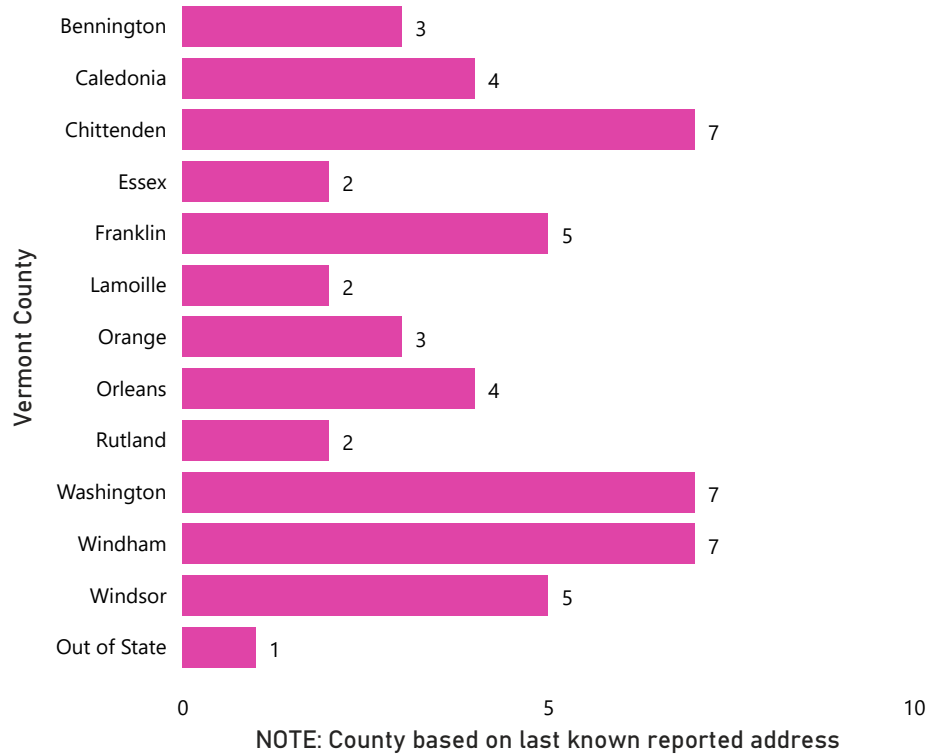 Bennington 3
Caledonia 4
Chittenden 7
Essex 2
Franklin 5
Lamoille 2
Orange 3
Orleans 4
Rutland 2
Washington 7
Windham 7
Windsor 5
Out of State 1
Vermont County
0 5 10
NOTE: County based on last known reported address